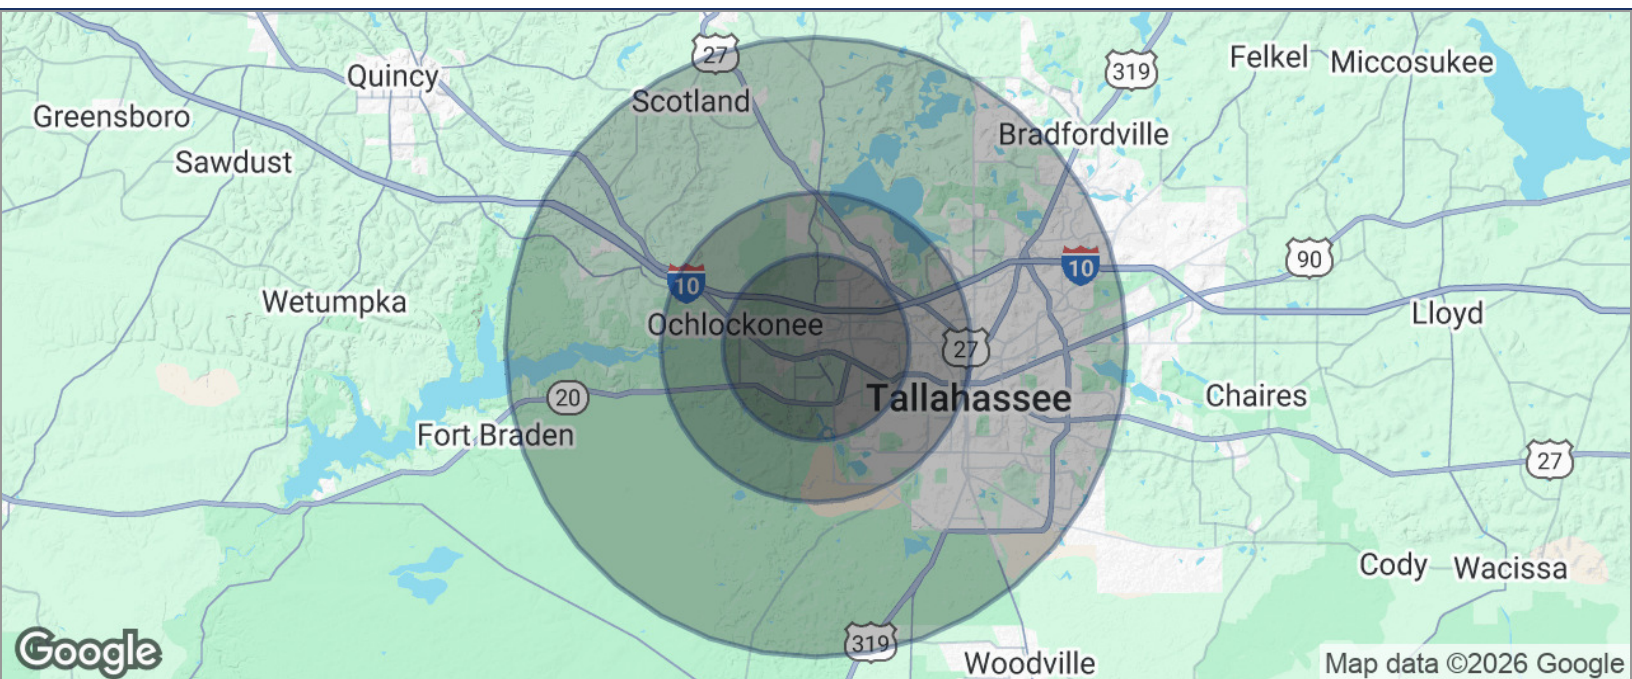 27
319
Felkel
Miccosukee
Quincy
Scotland
Greensboro
Bradfordville
Sawdust
90
10
10
Wetumpka
Lloyd
Ochlockonee
27
20
Tallahassee
Chaires
Fort Braden
27
Cody
Wacissa
319
Google
Woodville
Map data ©2026 Google